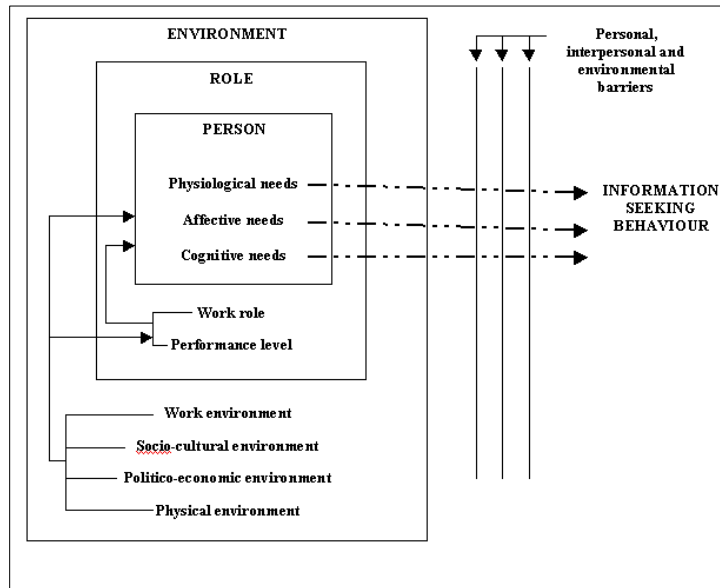 ENVIRONMENT
ROLE
PERSON
Physiological needs
Affective needs
Cognitive needs
Work role
Performance level
Work environment
Socio-cultural environment
Politico-economic environment
Physical environment
Personal,
interpersonal and
environmental
barriers
INFORMATION
SEEKING
BEHAVIOUR